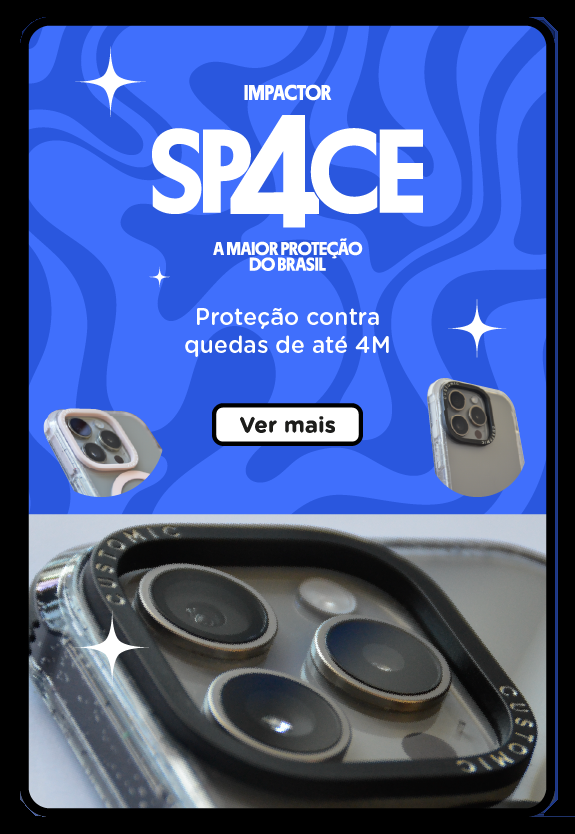 IMPACTOR
SP4CE
A MAIOR PROTEÇÃO
DO BRASIL
Proteção contra
quedas de até 4M
Ver mais
CUSTOMIC
CUSTOMIC